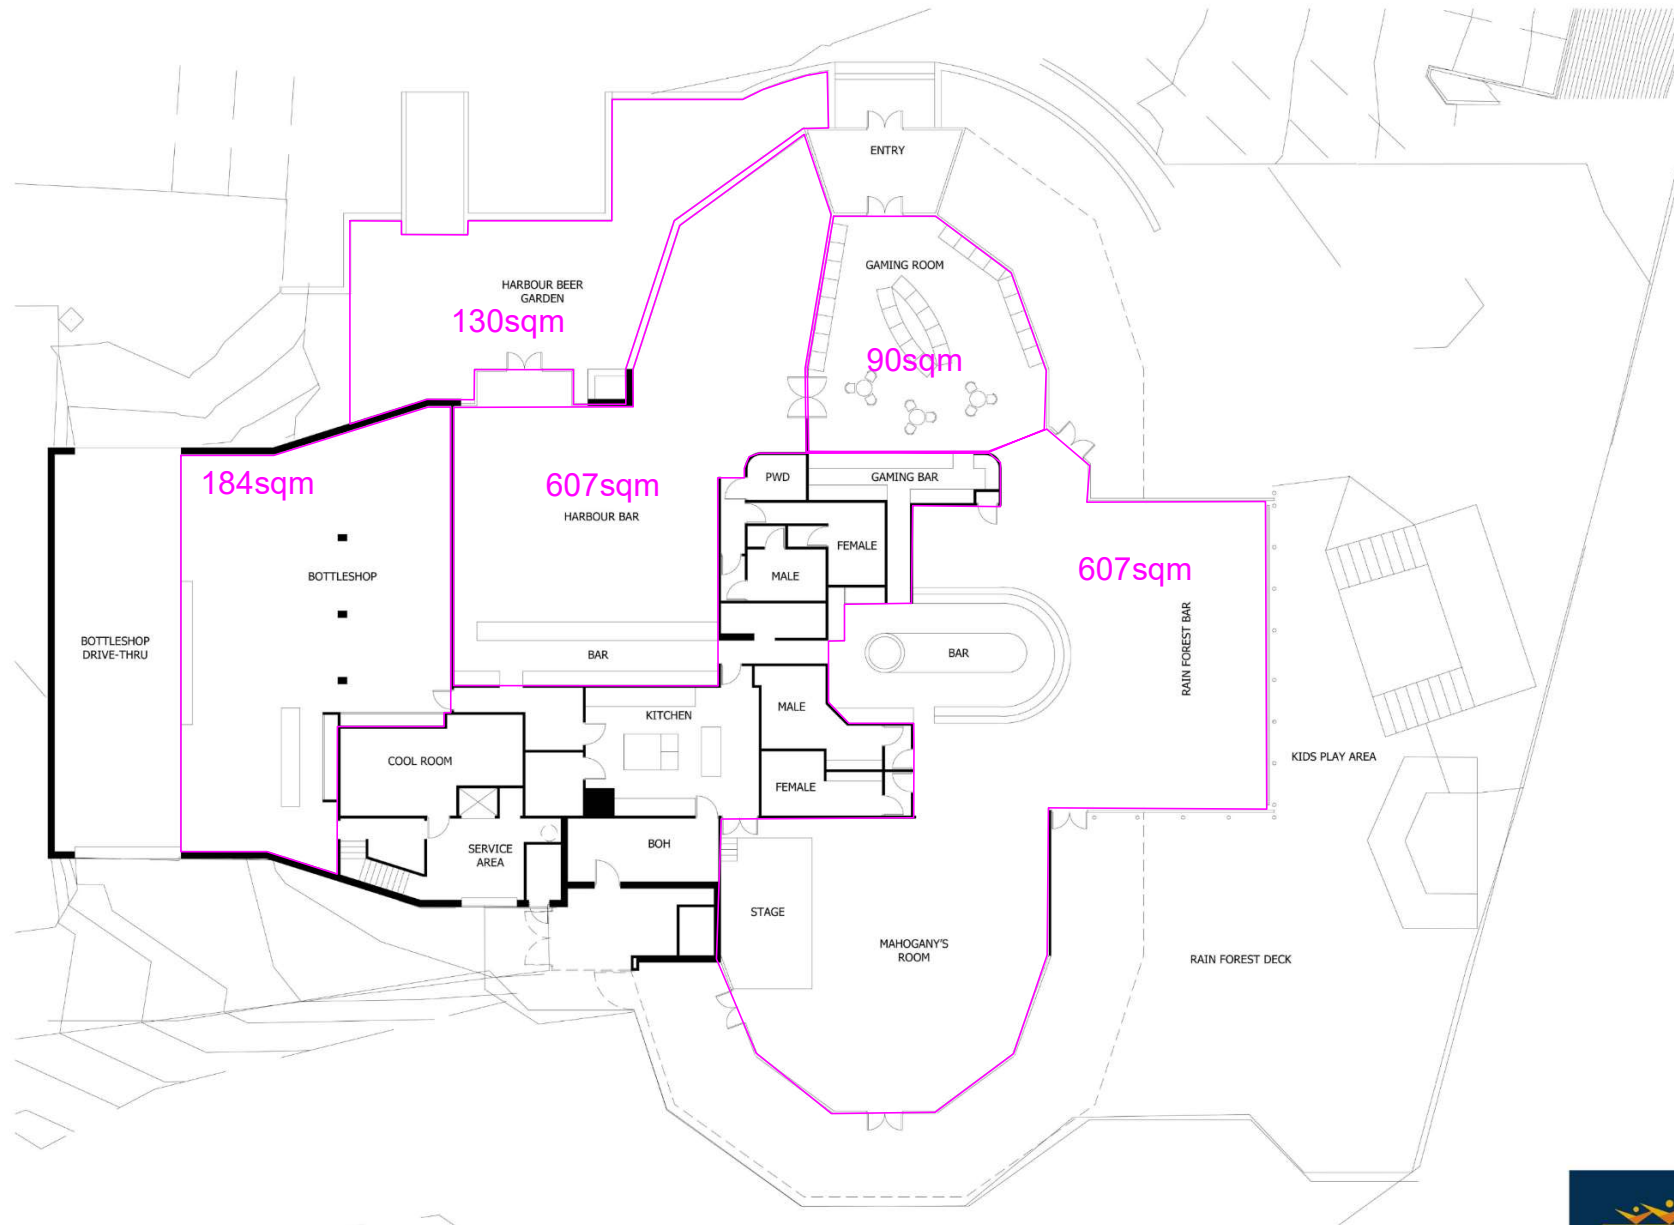 ENTRY
GAMING ROOM
HARBOUR BEER
GARDEN
130sqm
90sqm
184sqm
607sqm
HARBOUR BAR
PWD
GAMING BAR
FEMALE
MALE
607sqm
BOTTLESHOP
RAIN FOREST BAR
BOTTLESHOP
DRIVE-THRU
BAR
BAR
MALE
KITCHEN
COOL ROOM
FEMALE
KIDS PLAY AREA
SERVICE
AREA
BOH
STAGE
MAHOGANY'S
ROOM
RAIN FOREST DECK